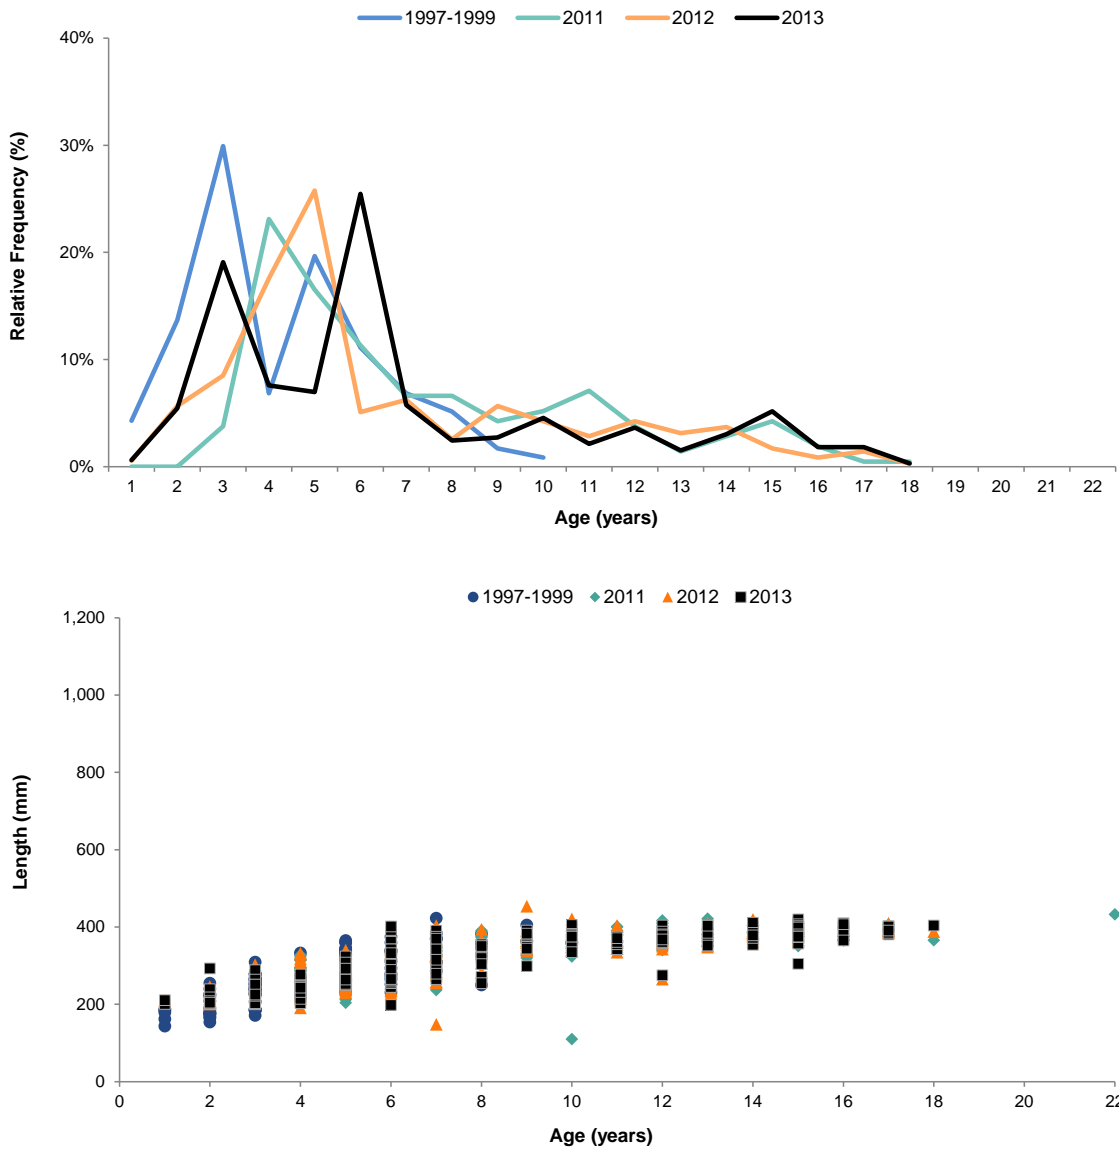 1997-1999 2011 2012 2013
40%
30%
20%
10%
0%
Relative Frequency (%)
1 2 3 4 5 6 7 8 9 10 11 12 13 14 15 16 17 18 19 20 21 22
Age (years)
1997-1999 2011 2012 2013
1,200
1,000
800
600
400
200
0
Length (mm)
0 2 4 6 8 10 12 14 16 18 20 22
Age (years)